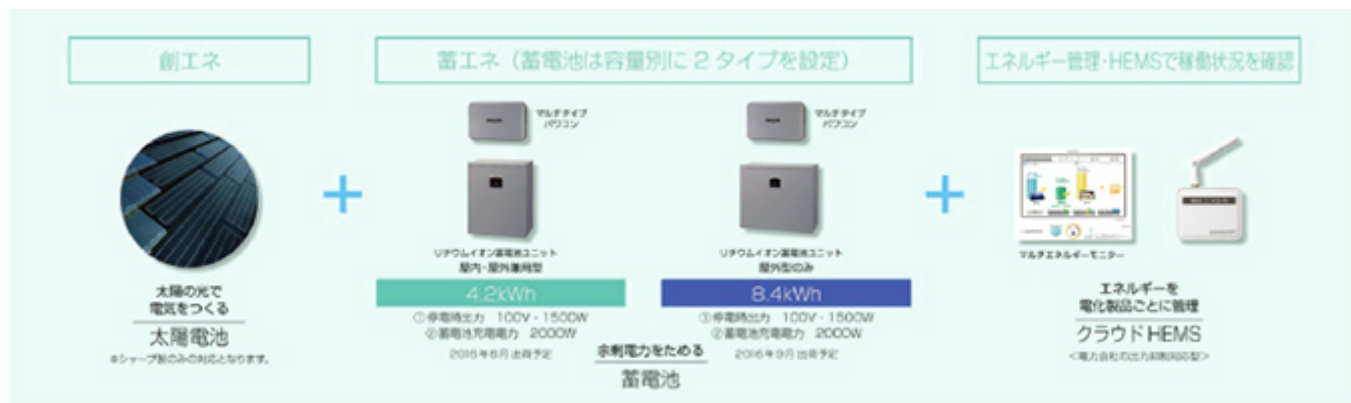 創エネ
太陽の光で
電気をつくる
太陽電池
※シャープ製のみの対応となります。
蓄エネ（蓄電池は容量別に2タイプを設定）
マルチタイプ
パワコン
リチウムイオン蓄電池ユニット
屋内・屋外兼用型
4.2kWh
①停電時出力 100V・1500W
②蓄電池充電電力 2000W
2016年6月出荷予定
マルチタイプ
パワコン
リチウムイオン蓄電池ユニット
屋外型のみ
8.4kWh
①停電時出力 100V・1500W
②蓄電池充電電力 2000W
2016年9月出荷予定
余剰電力をためる
蓄電池
エネルギー管理・HEMSで稼働状況を確認
マルチエネルギーモニター
エネルギーを
電化製品ごとに管理
クラウドHEMS
＜電力会社の出力抑制対応型＞